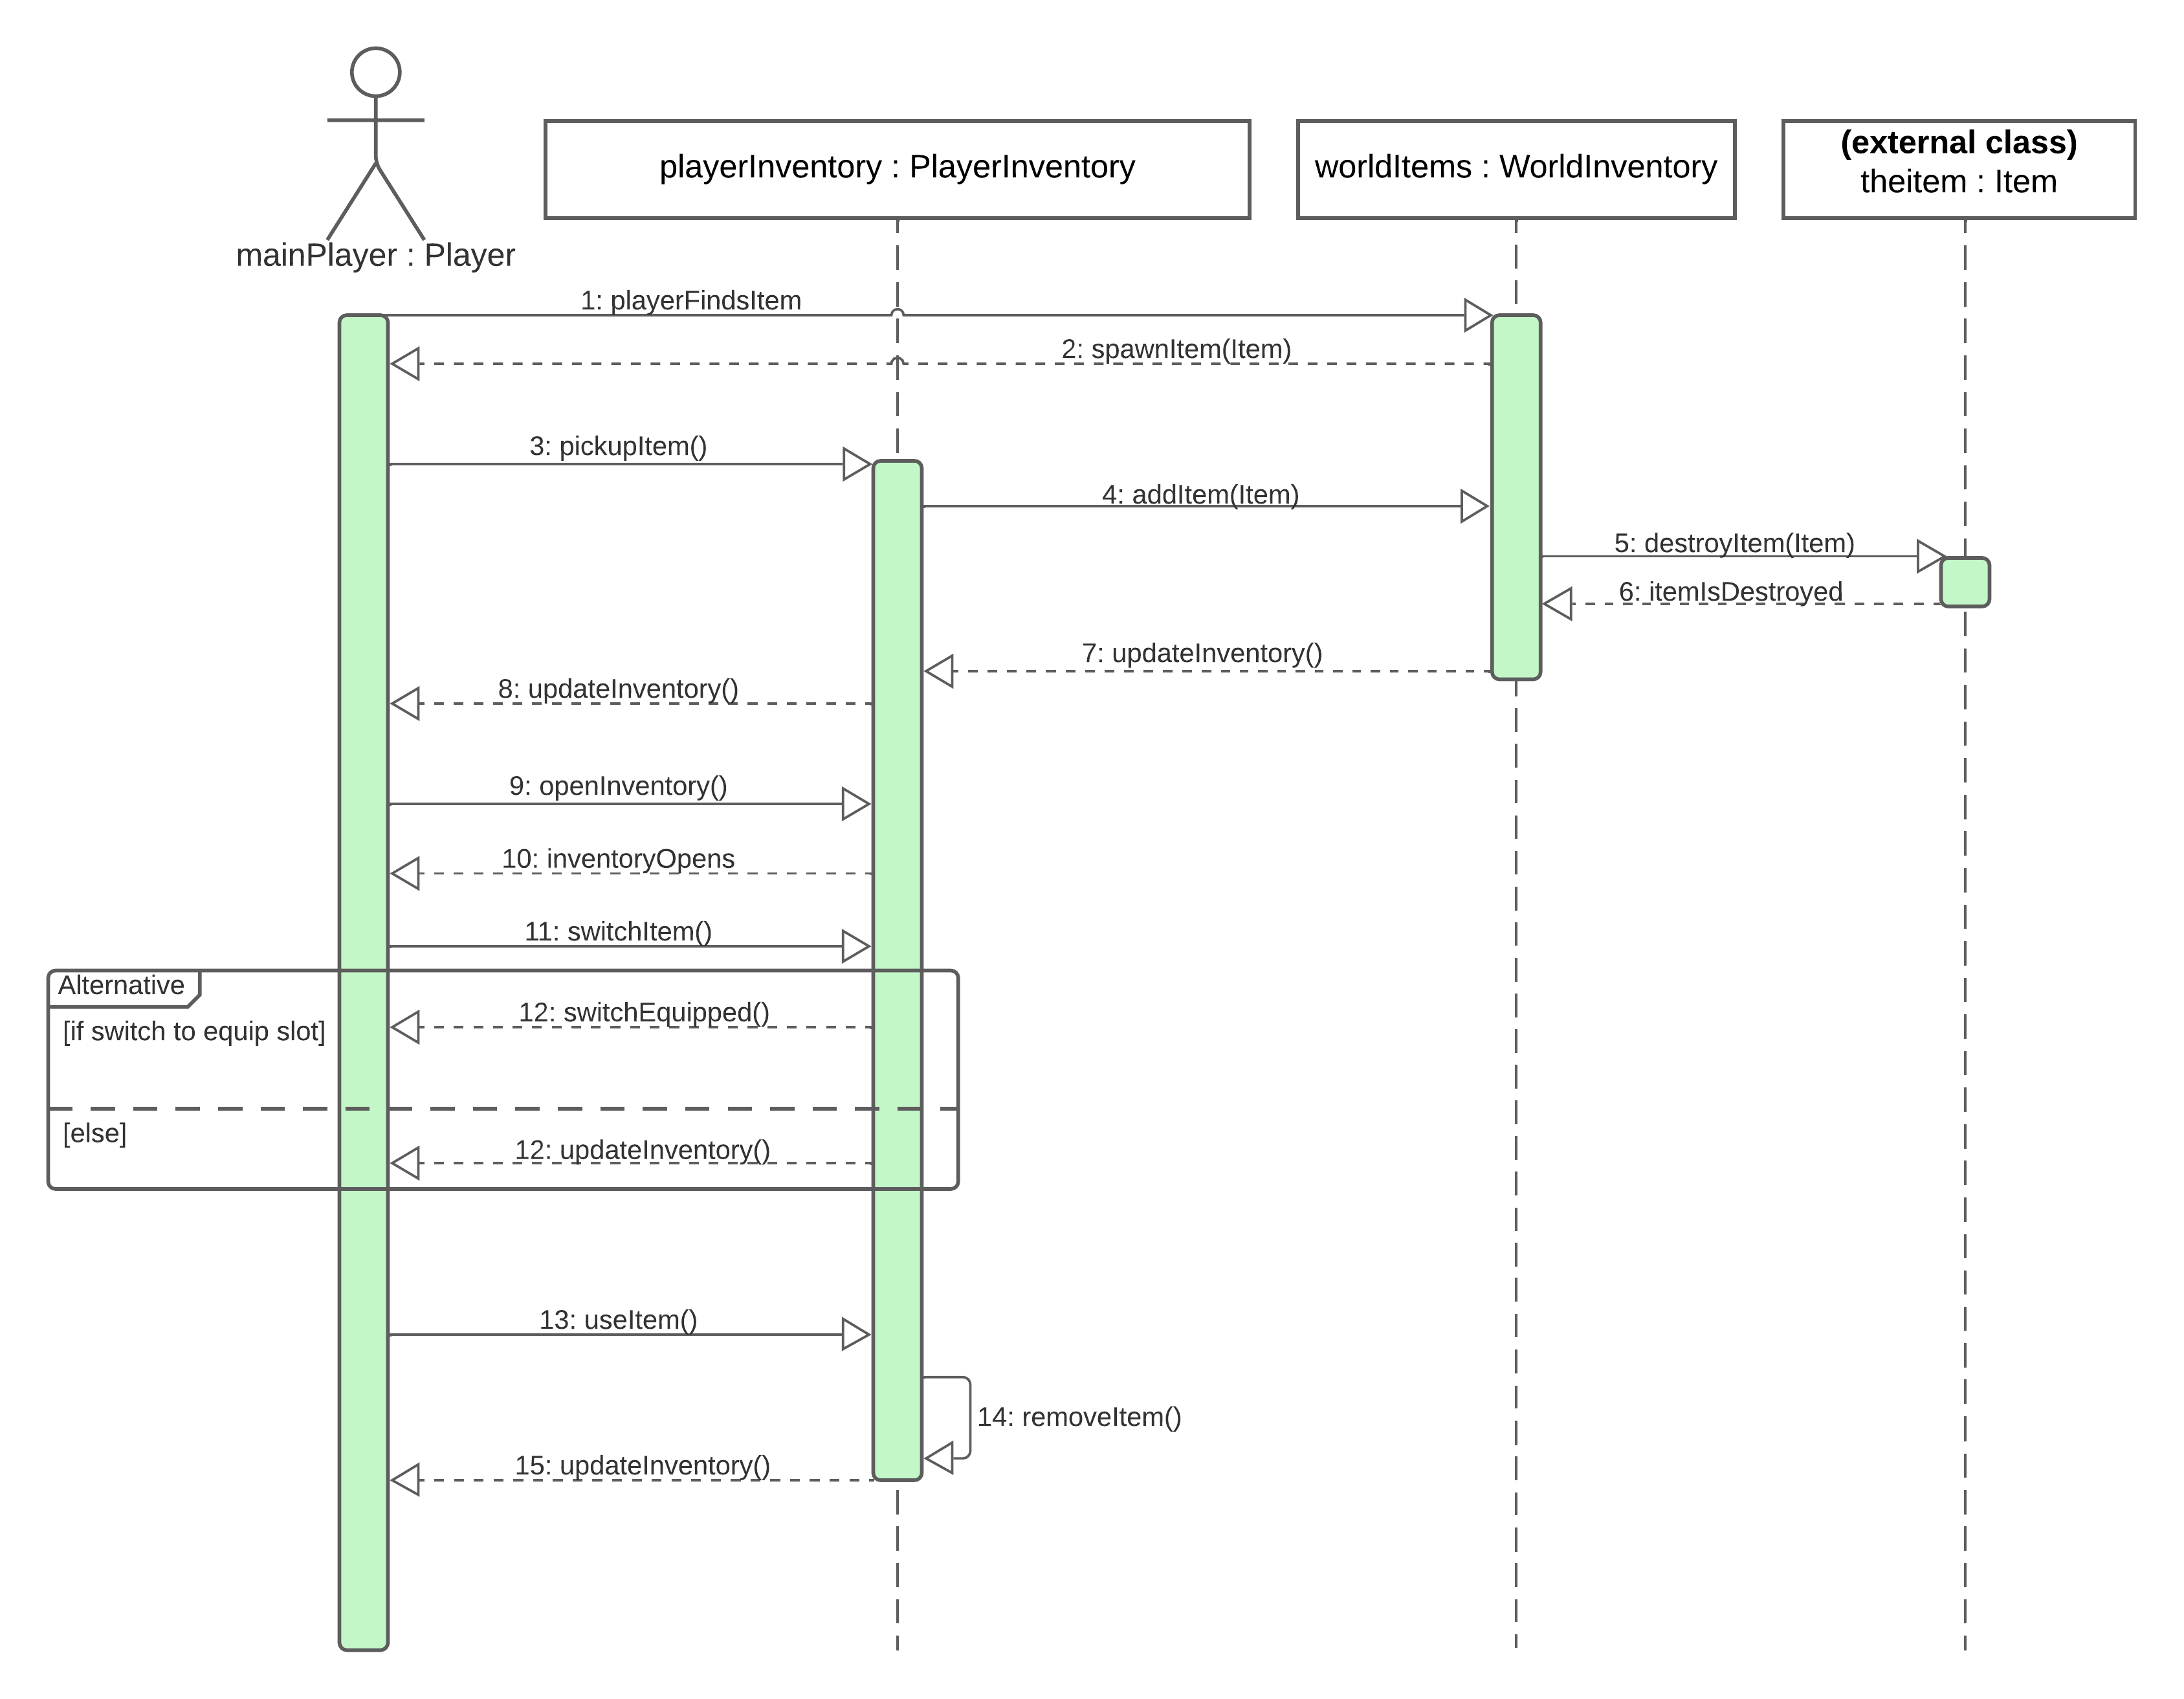 (external class)
theitem : Item
playerInventory : PlayerInventory
worldItems : WorldInventory
mainPlayer : Player
1: playerFindsItem
2: spawnItem(Item)
3: pickupItem()
4: addItem(Item)
5: destroyItem(Item)
6: itemIsDestroyed
7: updateInventory()
8: updateInventory()
9: openInventory()
10: inventoryOpens
11: switchItem()
Alternative
12: switchEquipped()
[if switch to equip slot]
[else]
12: updateInventory()
13: useItem()
14: removeItem()
15: updateInventory()